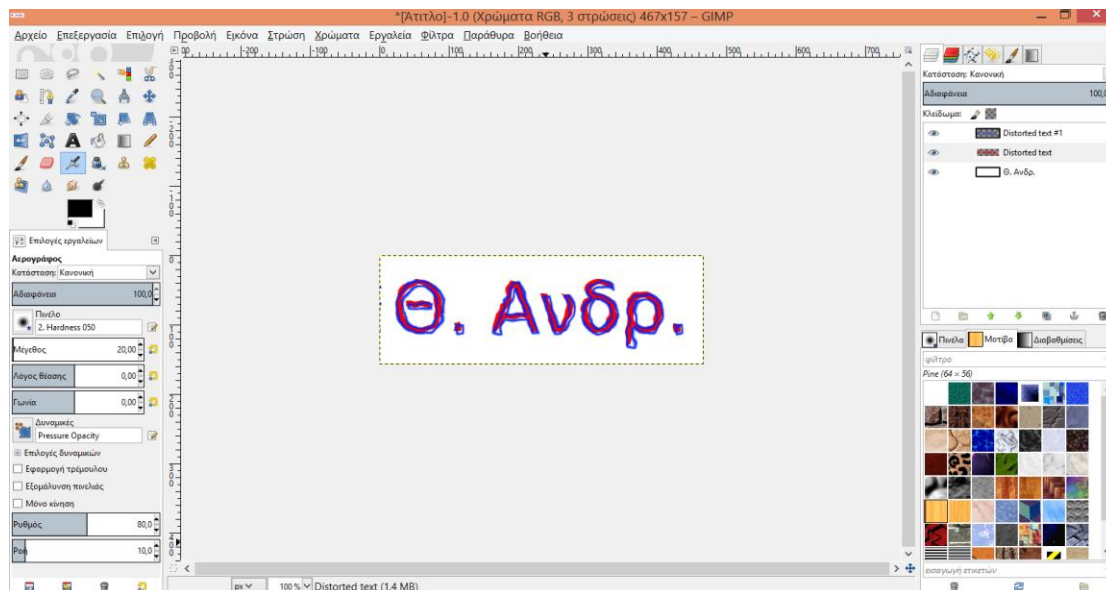 *[Άτιτλο]-1.0 (Χρώματα RGB, 3 στρώσεις) 467x157 – GIMP
Αρχείο Επεξεργασία Επιλογή Προβολή Εικόνα Στρώση Χρώματα Εργαλεία Φίλτρα Παράθυρα Βοήθεια
Επιλογές εργαλείων
Αερογράφος
Κατάσταση: Κανονική
Αδιαφάνεια 100,0
Πινέλο
2. Hardness 050
Μέγεθος 20,00
Λόγος θέασης 0,00
Γωνία 0,00
Δυναμικές
Pressure Opacity
Επιλογές δυναμικών
Εφαρμογή τρέμουλου
Εξομάλυνση πινελιάς
Μόνο κίνηση
Ρυθμός 80,0
Ροή 10,0
Θ. Ανδρ.
px 100 % Distorted text (1.4 MB)
Κατάσταση: Κανονική
Αδιαφάνεια 100,0
Κλείδωμα:
Distorted text #1
Distorted text
Θ. Ανδρ.
Πινέλα Μοτίβα Διαβαθμίσεις
φίλτρο
Pine (64 × 56)
εισαγωγή ετικετών